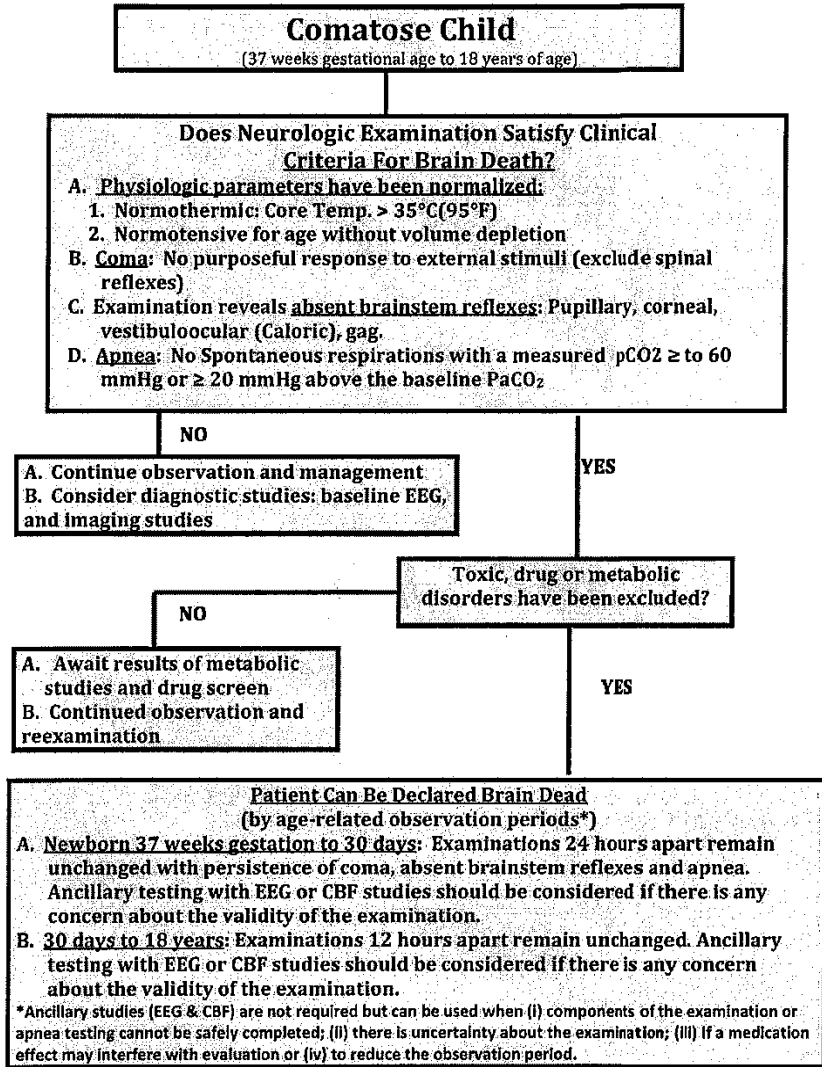 Comatose Child
(37 weeks gestational age to 18 years of age)
Does Neurologic Examination Satisfy Clinical
Criteria For Brain Death?
A. Physiologic parameters have been normalized:
1. Normothermic: Core Temp. > 35°C(95°F)
2. Normotensive for age without volume depletion
B. Coma: No purposeful response to external stimuli (exclude spinal
reflexes)
C. Examination reveals absent brainstem reflexes: Pupillary, corneal,
vestibuloocular (Caloric), gag.
D. Apnea: No Spontaneous respirations with a measured pCO2 ≥ to 60
mmHg or ≥ 20 mmHg above the baseline PaCO₂
NO
YES
A. Continue observation and management
B. Consider diagnostic studies: baseline EEG,
and imaging studies
Toxic, drug or metabolic
disorders have been excluded?
NO
YES
A. Await results of metabolic
studies and drug screen
B. Continued observation and
reexamination
Patient Can Be Declared Brain Dead
(by age-related observation periods*)
A. Newborn 37 weeks gestation to 30 days: Examinations 24 hours apart remain
unchanged with persistence of coma, absent brainstem reflexes and apnea.
Ancillary testing with EEG or CBF studies should be considered if there is any
concern about the validity of the examination.
B. 30 days to 18 years: Examinations 12 hours apart remain unchanged. Ancillary
testing with EEG or CBF studies should be considered if there is any concern
about the validity of the examination.
*Ancillary studies (EEG & CBF) are not required but can be used when (i) components of the examination or
apnea testing cannot be safely completed; (ii) there is uncertainty about the examination; (iii) if a medication
effect may interfere with evaluation or (iv) to reduce the observation period.